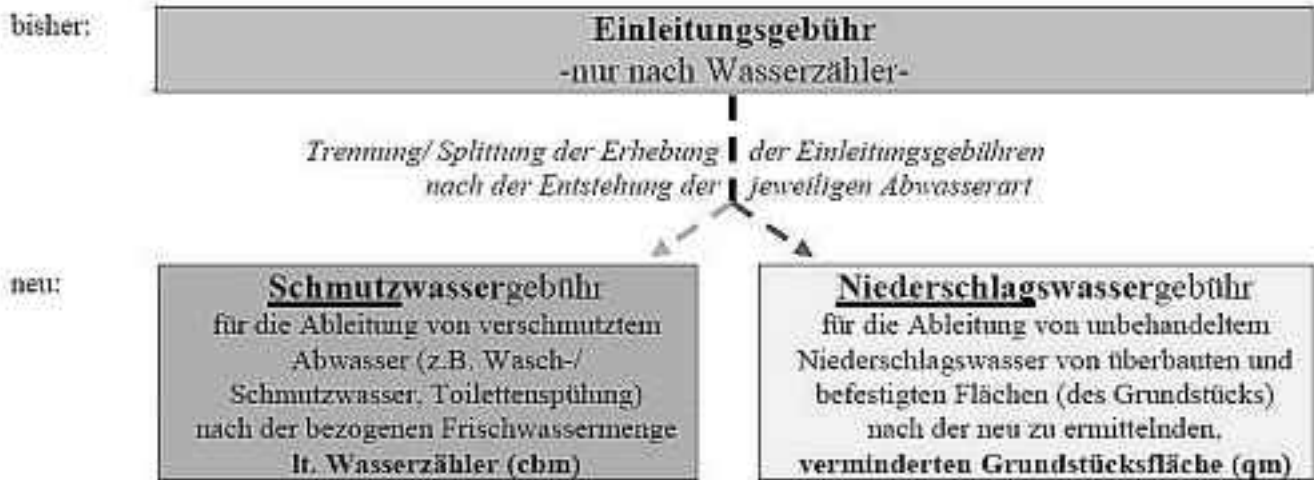 bisher:
Einleitungsgebühr
-nur nach Wasserzähler-
Trennung/ Splittung der Erhebung der Einleitungsgebühren
nach der Entstehung der jeweiligen Abwasserart
neu:
Schmutzwassergebühr
für die Ableitung von verschmutztem
Abwasser (z.B. Wasch-/
Schmutzwasser, Toilettenspülung)
nach der bezogenen Frischwassermenge
lt. Wasserzähler (cbm)
Niederschlagswassergebühr
für die Ableitung von unbehandeltem
Niederschlagswasser von überbauten und
befestigten Flächen (des Grundstücks)
nach der neu zu ermittelnden,
verminderten Grundstücksfläche (qm)